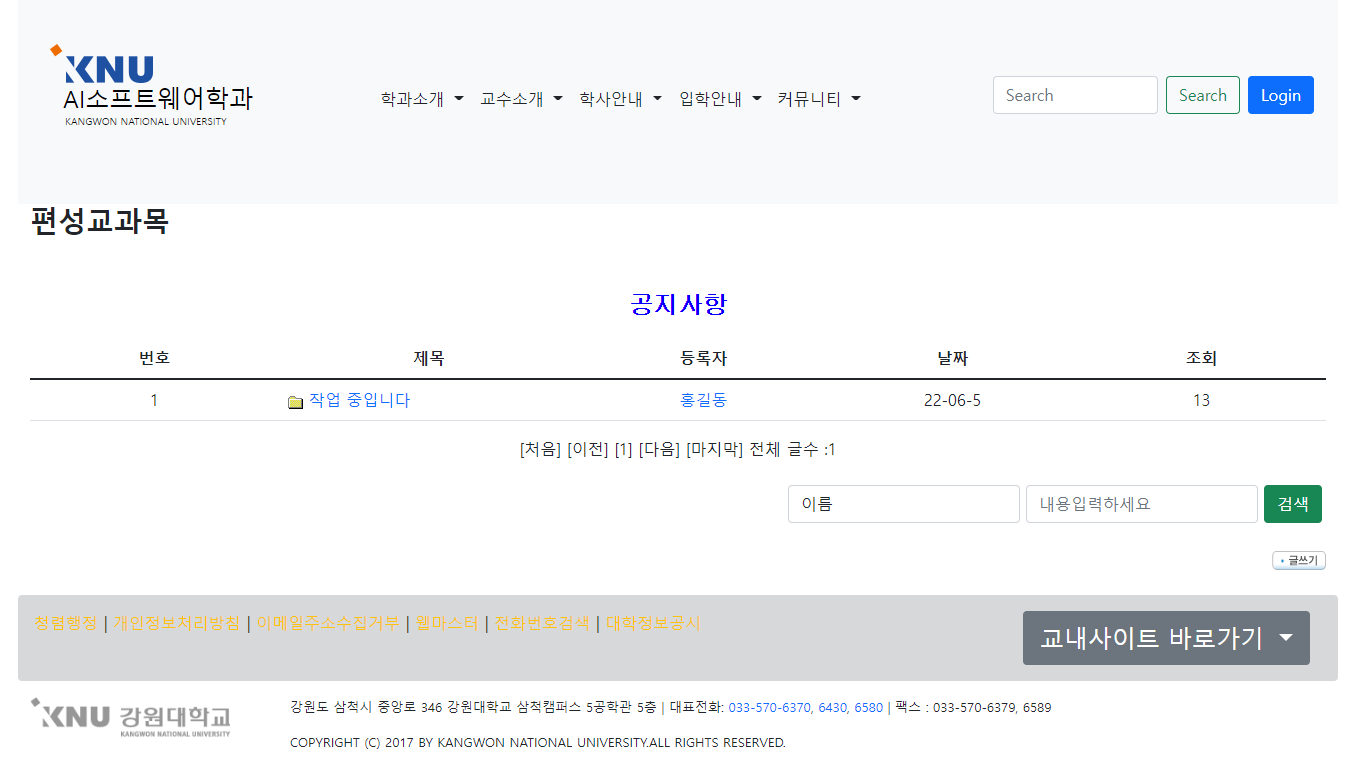 KNU
AI소프트웨어학과
KANGWON NATIONAL UNIVERSITY
학과소개 교수소개 학사안내 입학안내 커뮤니티 Search Search Login
편성교과목
공지사항
번호 제목 등록자 날짜 조회
1 작업 중입니다 홍길동 22-06-5 13
[처음] [이전] [1] [다음] [마지막] 전체 글수 :1
이름 내용입력하세요 검색
글쓰기
청렴행정 | 개인정보처리방침 | 이메일주소수집거부 | 웹마스터 | 전화번호검색 | 대학정보공시
교내사이트 바로가기
KNU 강원대학교
KANGWON NATIONAL UNIVERSITY
강원도 삼척시 중앙로 346 강원대학교 삼척캠퍼스 5공학관 5층 | 대표전화: 033-570-6370, 6430, 6580 | 팩스 : 033-570-6379, 6589
COPYRIGHT (C) 2017 BY KANGWON NATIONAL UNIVERSITY.ALL RIGHTS RESERVED.